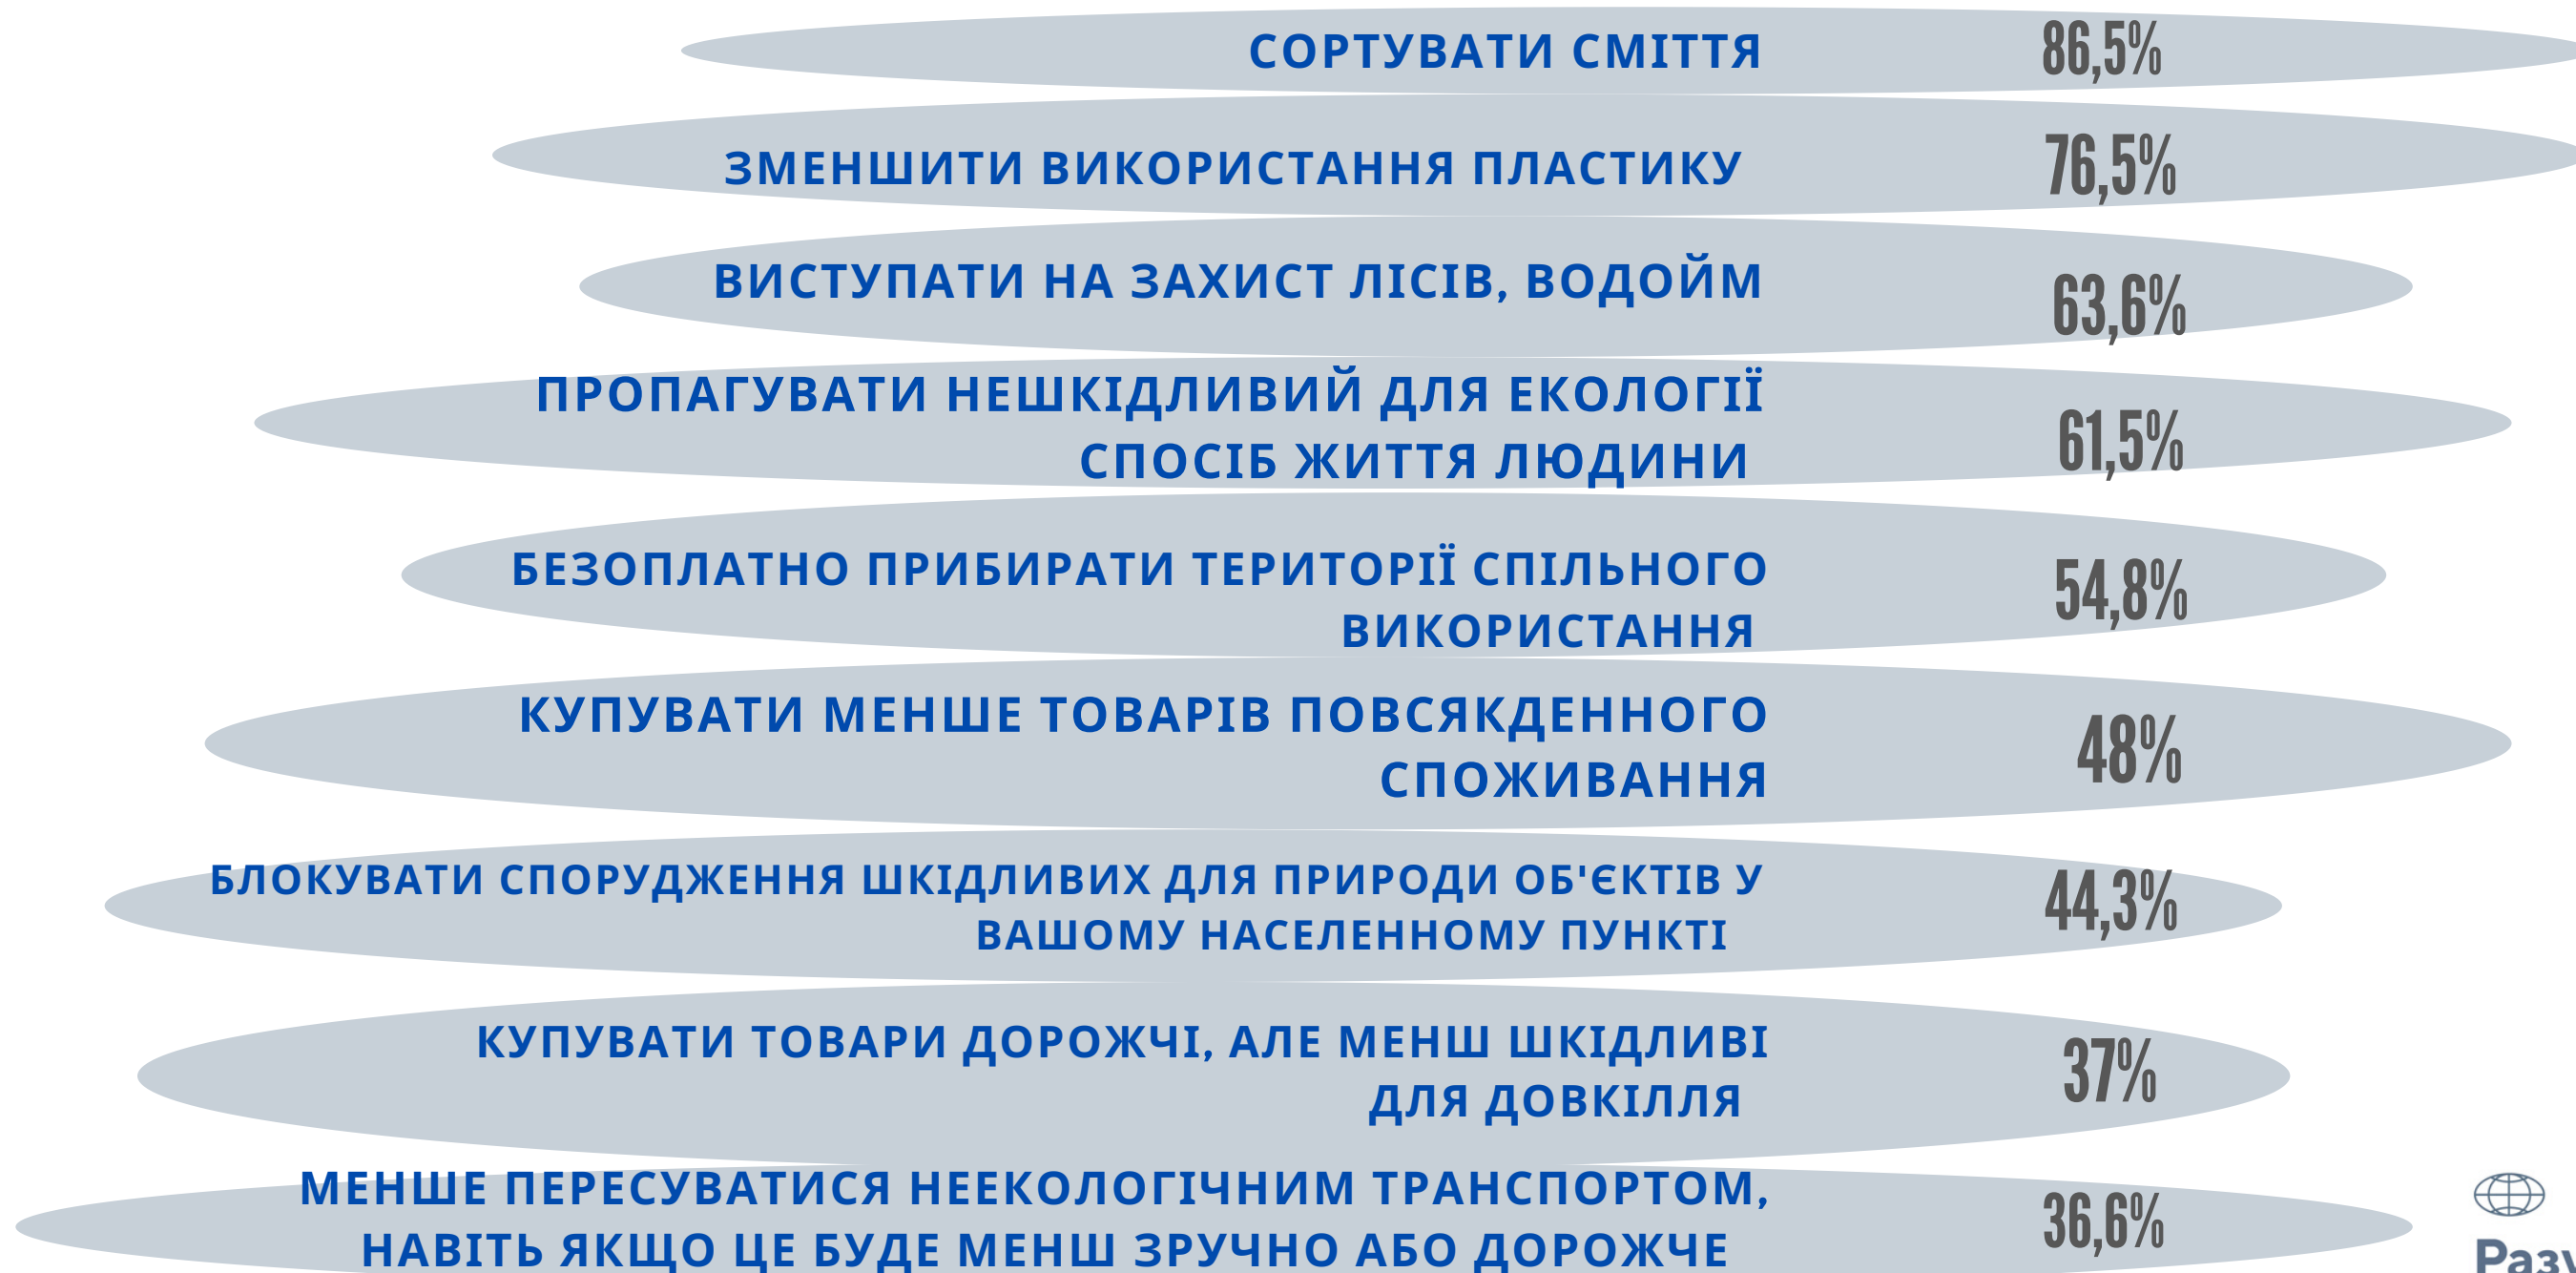 СОРТУВАТИ СМІТТЯ 86,5%
ЗМЕНШИТИ ВИКОРИСТАННЯ ПЛАСТИКУ 76,5%
ВИСТУПАТИ НА ЗАХИСТ ЛІСІВ, ВОДОЙМ 63,6%
ПРОПАГУВАТИ НЕШКІДЛИВИЙ ДЛЯ ЕКОЛОГІЇ
СПОСІБ ЖИТТЯ ЛЮДИНИ 61,5%
БЕЗОПЛАТНО ПРИБИРАТИ ТЕРИТОРІЇ СПІЛЬНОГО
ВИКОРИСТАННЯ 54,8%
КУПУВАТИ МЕНШЕ ТОВАРІВ ПОВСЯКДЕННОГО
СПОЖИВАННЯ 48%
БЛОКУВАТИ СПОРУДЖЕННЯ ШКІДЛИВИХ ДЛЯ ПРИРОДИ ОБ'ЄКТІВ У
ВАШОМУ НАСЕЛЕННОМУ ПУНКТІ 44,3%
КУПУВАТИ ТОВАРИ ДОРОЖЧІ, АЛЕ МЕНШ ШКІДЛИВІ
ДЛЯ ДОВКІЛЛЯ 37%
МЕНШЕ ПЕРЕСУВАТИСЯ НЕЕКОЛОГІЧНИМ ТРАНСПОРТОМ,
НАВІТЬ ЯКЩО ЦЕ БУДЕ МЕНШ ЗРУЧНО АБО ДОРОЖЧЕ 36,6%